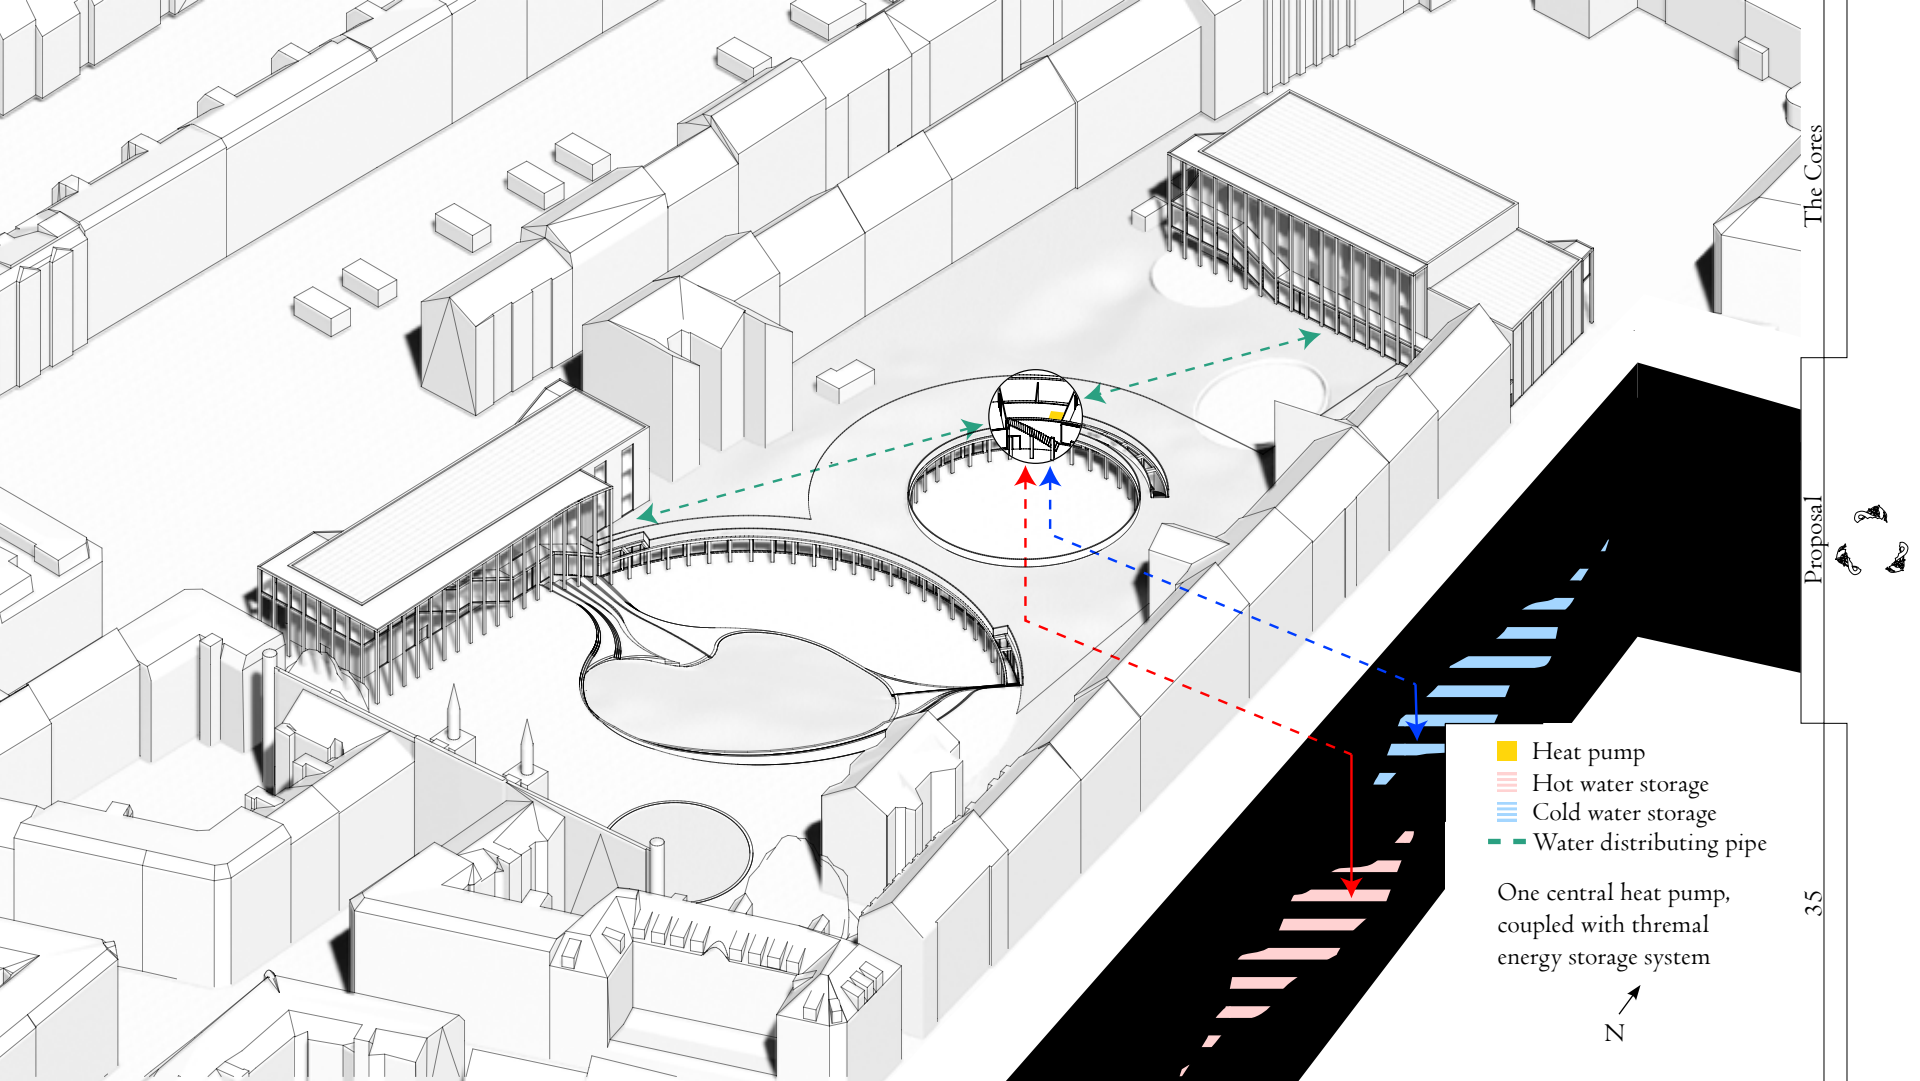 The Cores
Proposal
35
Heat pump
Hot water storage
Cold water storage
Water distributing pipe
One central heat pump,
coupled with thremal
energy storage system
N